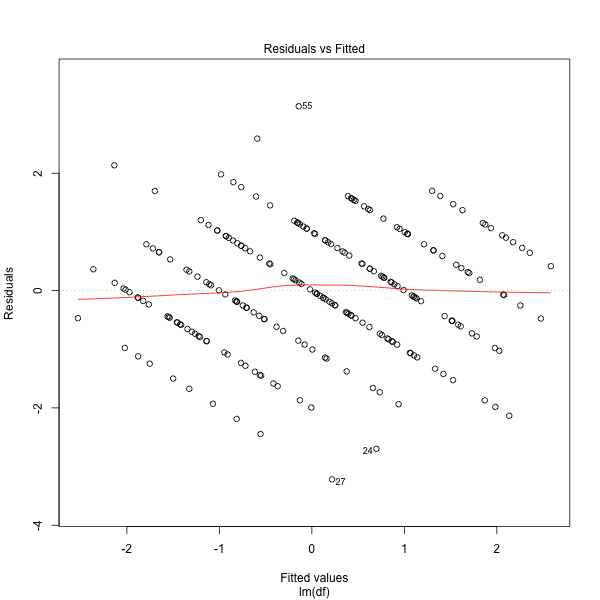 Residuals vs Fitted
55
24
27
2
0
-2
-4
Residuals
-2 -1 0 1 2
Fitted values
lm(df)